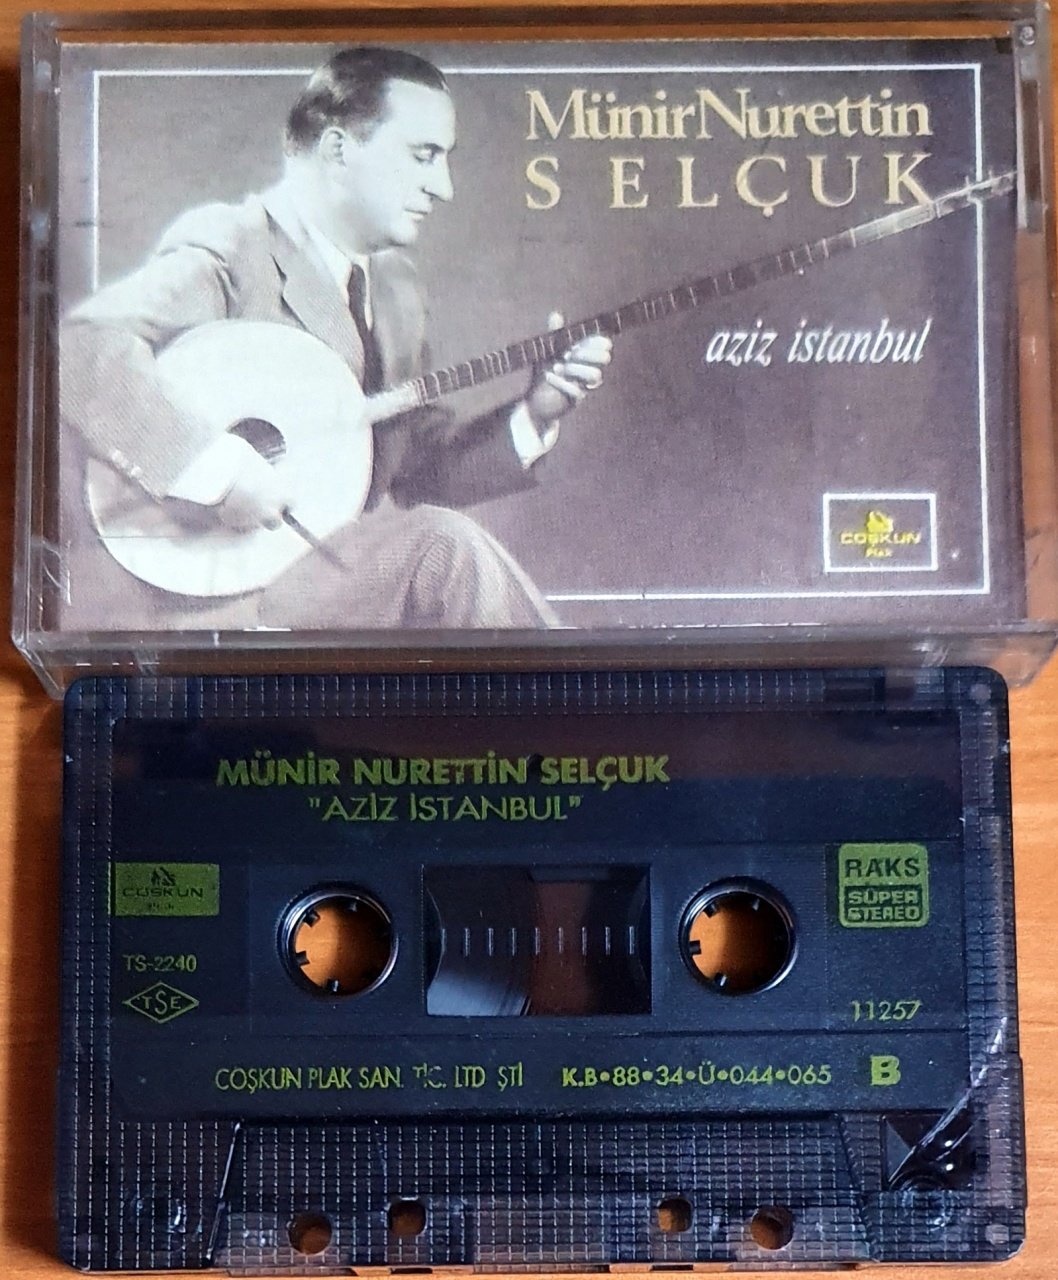 Münir Nurettin
SELÇUK
aziz istanbul
COŞKUN
PLAK
MÜNİR NURETTİN SELÇUK
"AZİZ İSTANBUL"
COŞKUN
RAKS
SÜPER
STEREO
TS-2240
TSE
11257
COŞKUN PLAK SAN. TİC. LTD ŞTİ K.B•88•34•Ü•044•065 B